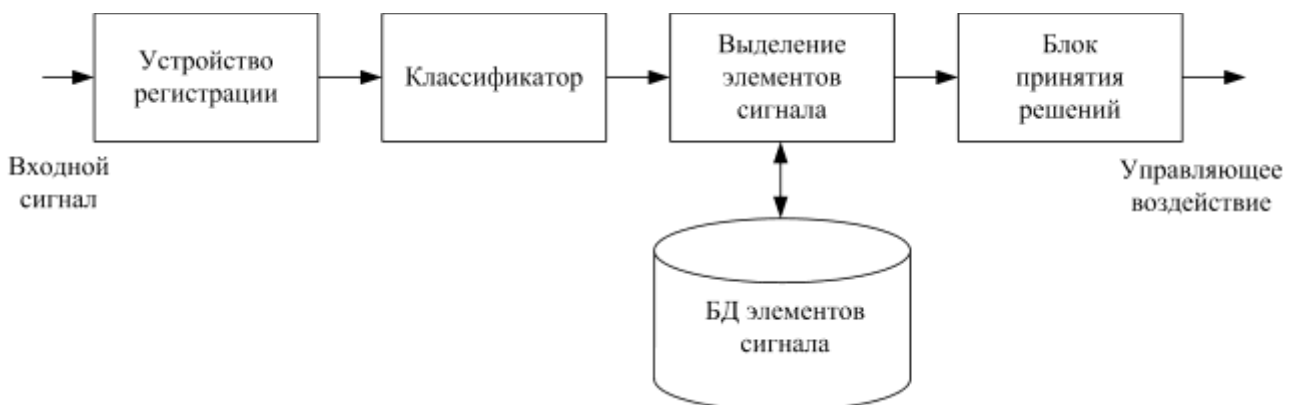 Устройство
регистрации
Классификатор
Выделение
элементов
сигнала
Блок
принятия
решений
Входной
сигнал
Управляющее
воздействие
БД элементов
сигнала